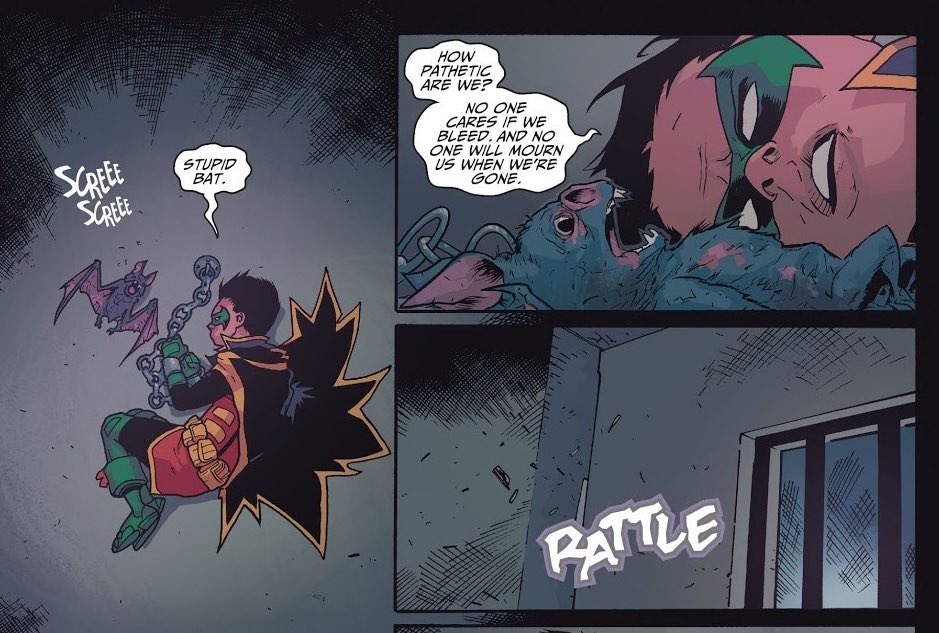 SCREEE
SCREEE
STUPID
BAT.
HOW
PATHETIC
ARE WE?
NO ONE
CARES IF WE
BLEED. AND NO
ONE WILL MOURN
US WHEN WE'RE
GONE.
RATTLE